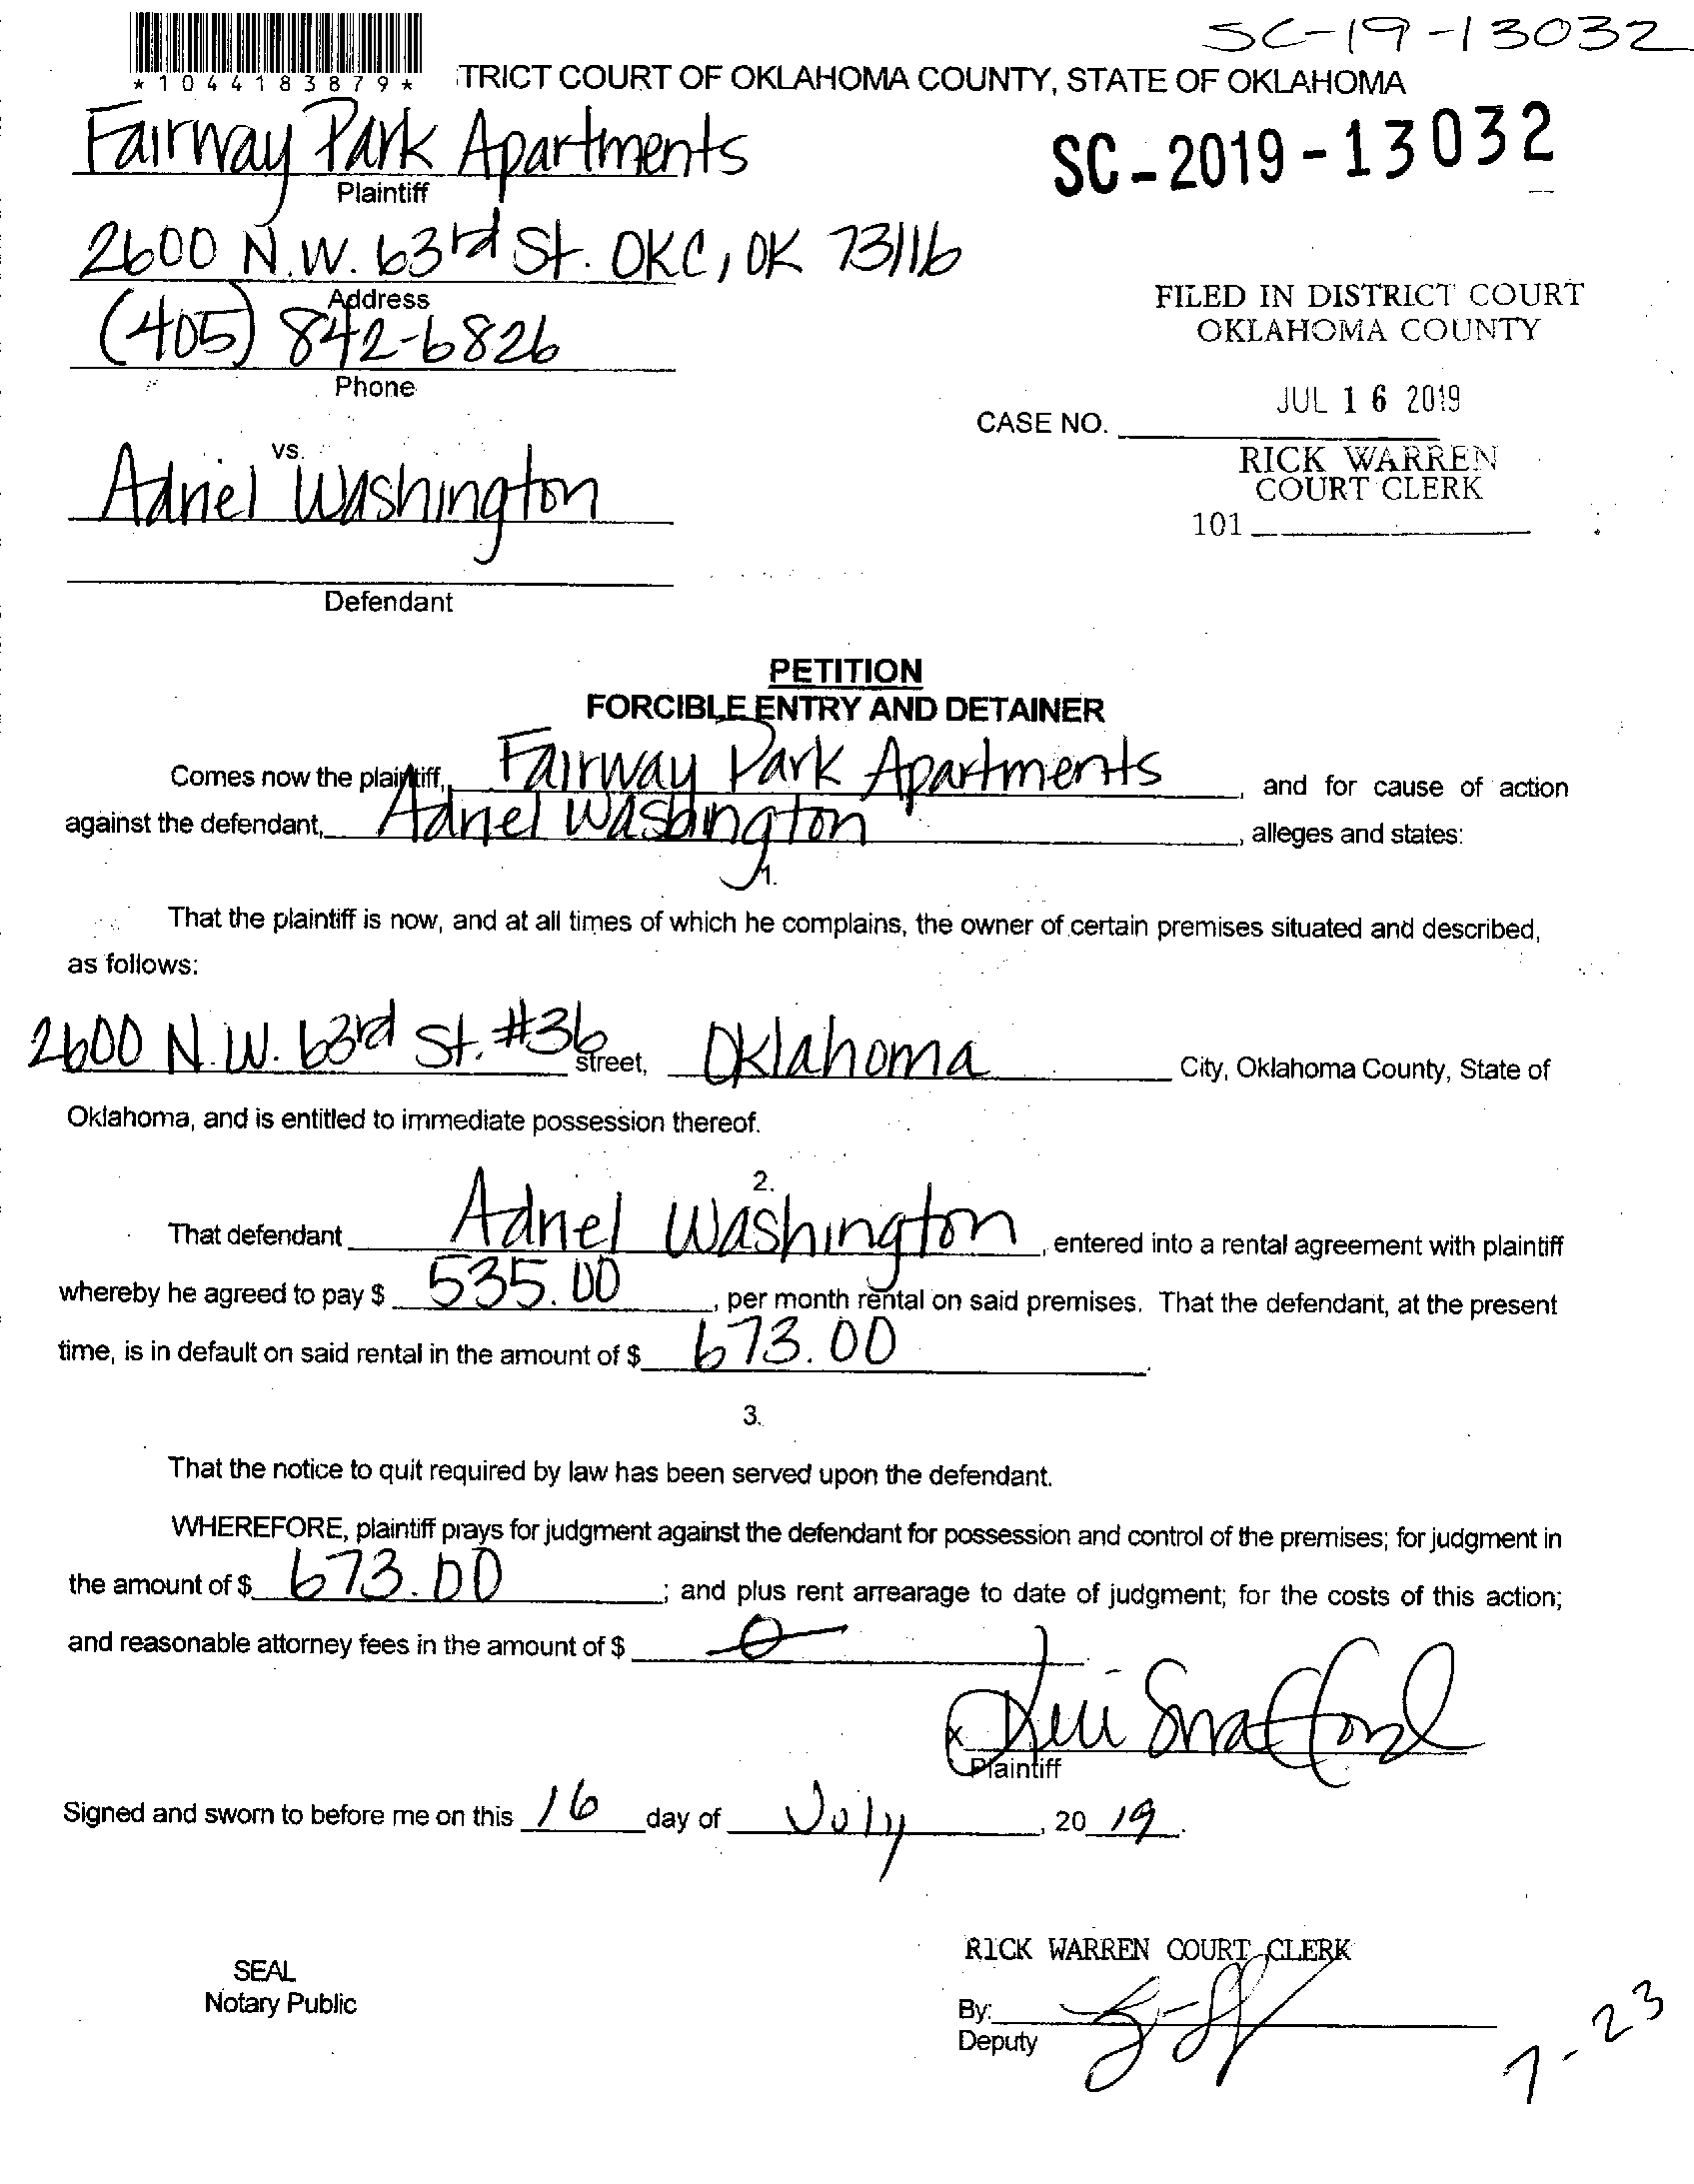 SC-19-13032
*1044183879*
TRICT COURT OF OKLAHOMA COUNTY, STATE OF OKLAHOMA
Fairway Park Apartments
SC-2019-13032
Plaintiff
2600 N.W. 63rd St. OKC, OK 73116
Address
FILED IN DISTRICT COURT
OKLAHOMA COUNTY
(405) 842-6826
Phone
JUL 16 2019
CASE NO.
vs.
RICK WARREN
COURT CLERK
Adriel Washington
101
Defendant
PETITION
FORCIBLE ENTRY AND DETAINER
Comes now the plaintiff, Fairway Park Apartments, and for cause of action
against the defendant, Adriel Washington, alleges and states:
1.
That the plaintiff is now, and at all times of which he complains, the owner of certain premises situated and described,
as follows:
2600 N.W. 63rd St. #36 street, Oklahoma City, Oklahoma County, State of
Oklahoma, and is entitled to immediate possession thereof.
2.
That defendant Adriel Washington, entered into a rental agreement with plaintiff
whereby he agreed to pay $ 535.00, per month rental on said premises. That the defendant, at the present
time, is in default on said rental in the amount of $ 673.00.
3.
That the notice to quit required by law has been served upon the defendant.
WHEREFORE, plaintiff prays for judgment against the defendant for possession and control of the premises; for judgment in
the amount of $ 673.00; and plus rent arrearage to date of judgment; for the costs of this action;
and reasonable attorney fees in the amount of $ 0
x
Plaintiff
Signed and sworn to before me on this 16 day of July, 2019.
RICK WARREN COURT CLERK
SEAL
Notary Public
By:
Deputy
7-23